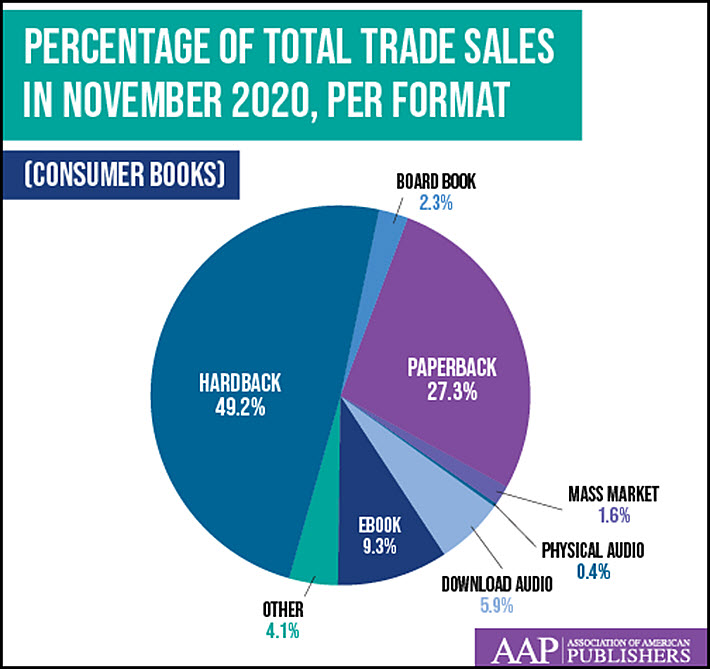 PERCENTAGE OF TOTAL TRADE SALES
IN NOVEMBER 2020, PER FORMAT
(CONSUMER BOOKS)
BOARD BOOK
2.3%
HARDBACK
49.2%
PAPERBACK
27.3%
MASS MARKET
1.6%
PHYSICAL AUDIO
0.4%
EBOOK
9.3%
DOWNLOAD AUDIO
5.9%
OTHER
4.1%
AAP
ASSOCIATION OF AMERICAN
PUBLISHERS